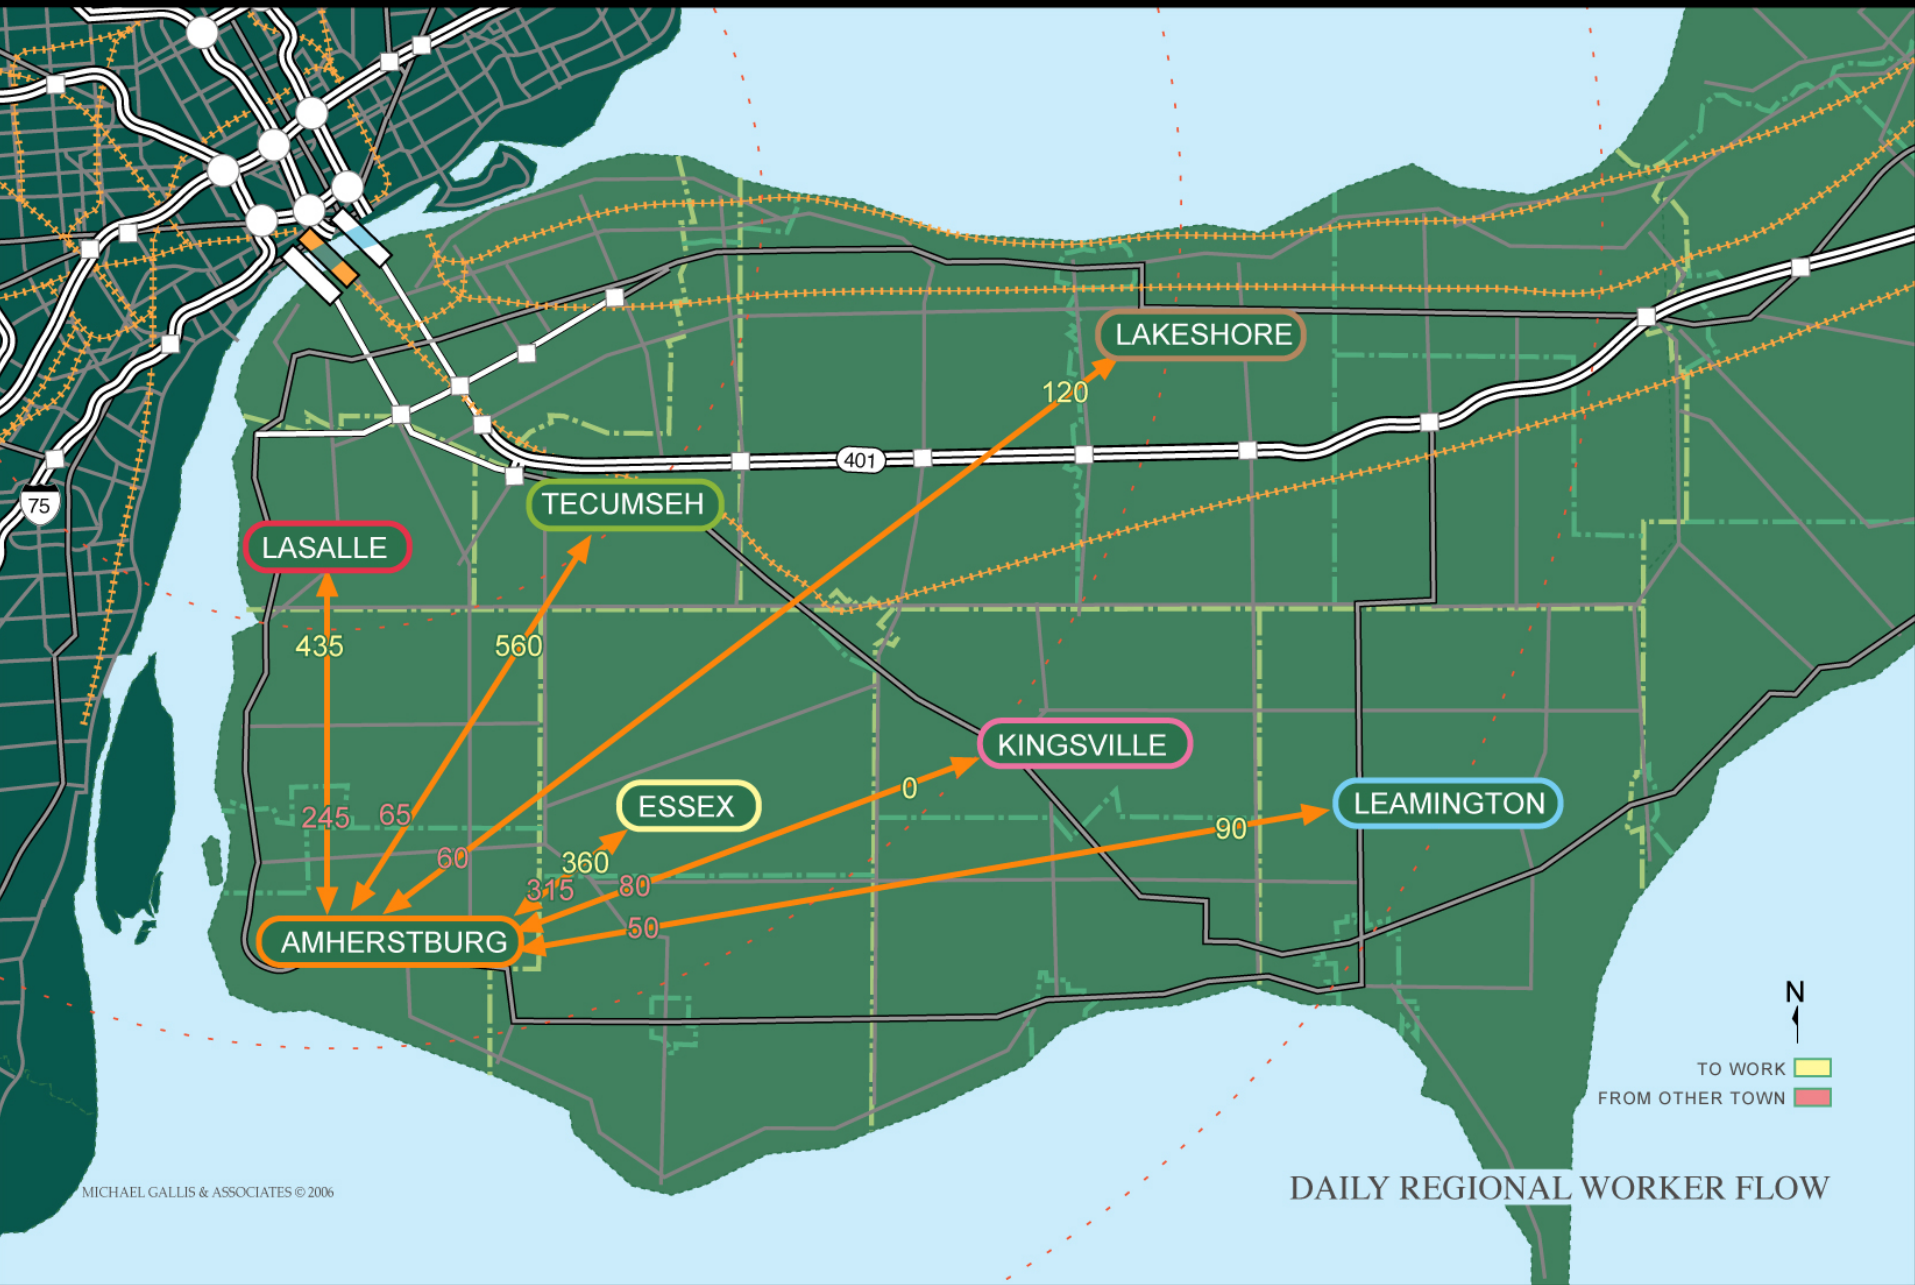 LAKESHORE
120
401
TECUMSEH
75
LASALLE
435
560
KINGSVILLE
0
ESSEX
LEAMINGTON
90
245
65
60
360
315
80
50
AMHERSTBURG
N
TO WORK
FROM OTHER TOWN
DAILY REGIONAL WORKER FLOW
MICHAEL GALLIS & ASSOCIATES © 2006